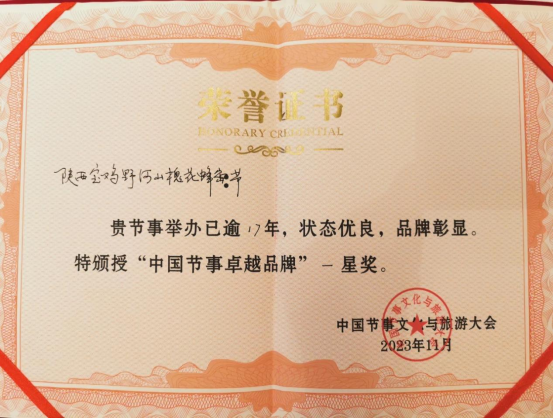 荣誉证书
HONORARY CREDENTIAL
陕西宝鸡野河山槐花蜂蜜节
贵节事举办已逾17年，状态优良，品牌彰显。
特颁授“中国节事卓越品牌”一星奖。
中国节事文化与旅游大会
2023年11月